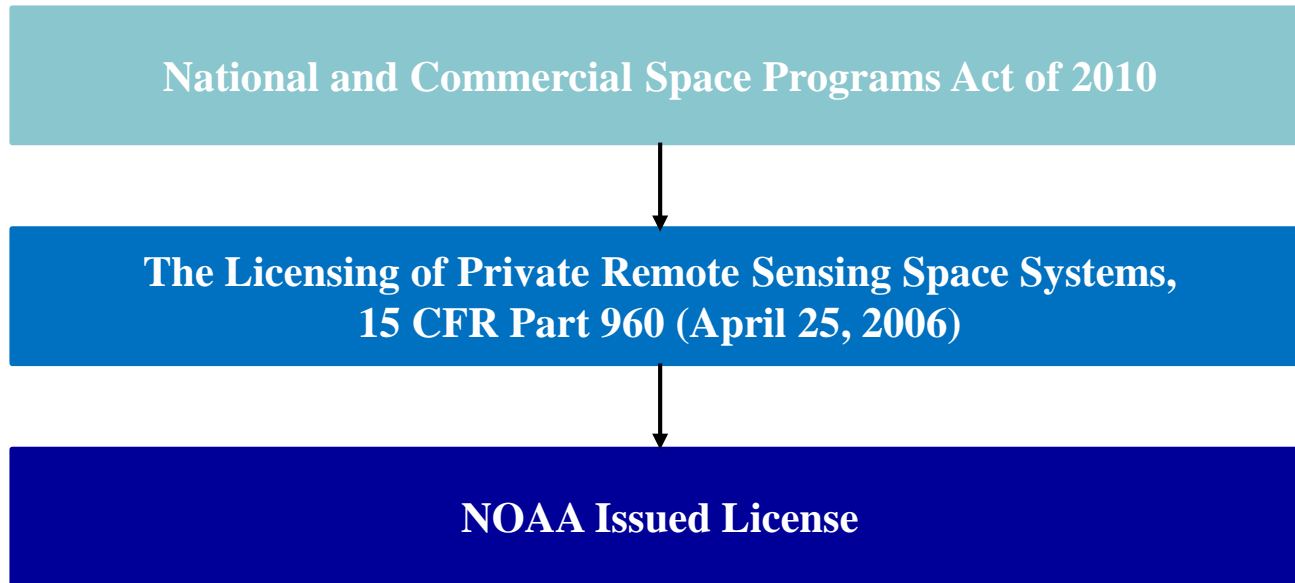 National and Commercial Space Programs Act of 2010
The Licensing of Private Remote Sensing Space Systems,
15 CFR Part 960 (April 25, 2006)
NOAA Issued License